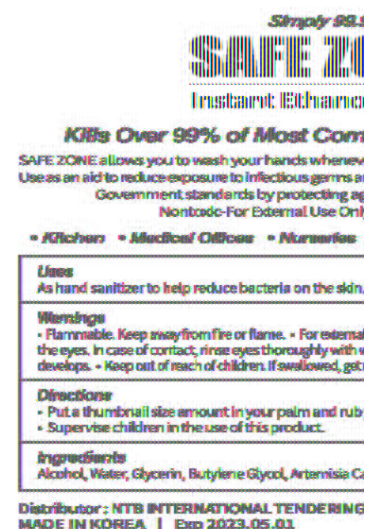 Simply 99.9
SAFE ZO
Instant Ethano
Kills Over 99% of Most Com
SAFE ZONE allows you to wash your hands whenev
Use as an aid to reduce exposure to infectious germs a
Government standards by protecting ag
Nontoxic-For External Use Onl
• Kitchen • Medical Offices • Nurseries
Uses
As hand sanitizer to help reduce bacteria on the skin.
Warnings
• Flammable. Keep away from fire or flame. • For external
the eyes. In case of contact, rinse eyes thoroughly with w
develops. • Keep out of reach of children. If swallowed, get
Directions
• Put a thumbnail size amount in your palm and rub
• Supervise children in the use of this product.
Ingredients
Alcohol, Water, Glycerin, Butylene Glycol, Artemisia Ca
Distributor : NTB INTERNATIONAL TENDERING
MADE IN KOREA | Exp 2023.05.01